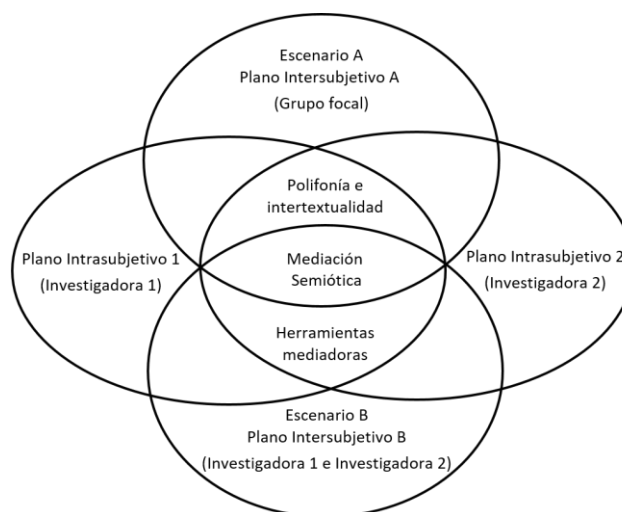 Escenario A
Plano Intersubjetivo A
(Grupo focal)
Polifonía e
intertextualidad
Plano Intrasubjetivo 1
(Investigadora 1)
Mediación
Semiótica
Plano Intrasubjetivo 2
(Investigadora 2)
Herramientas
mediadoras
Escenario B
Plano Intersubjetivo B
(Investigadora 1 e Investigadora 2)